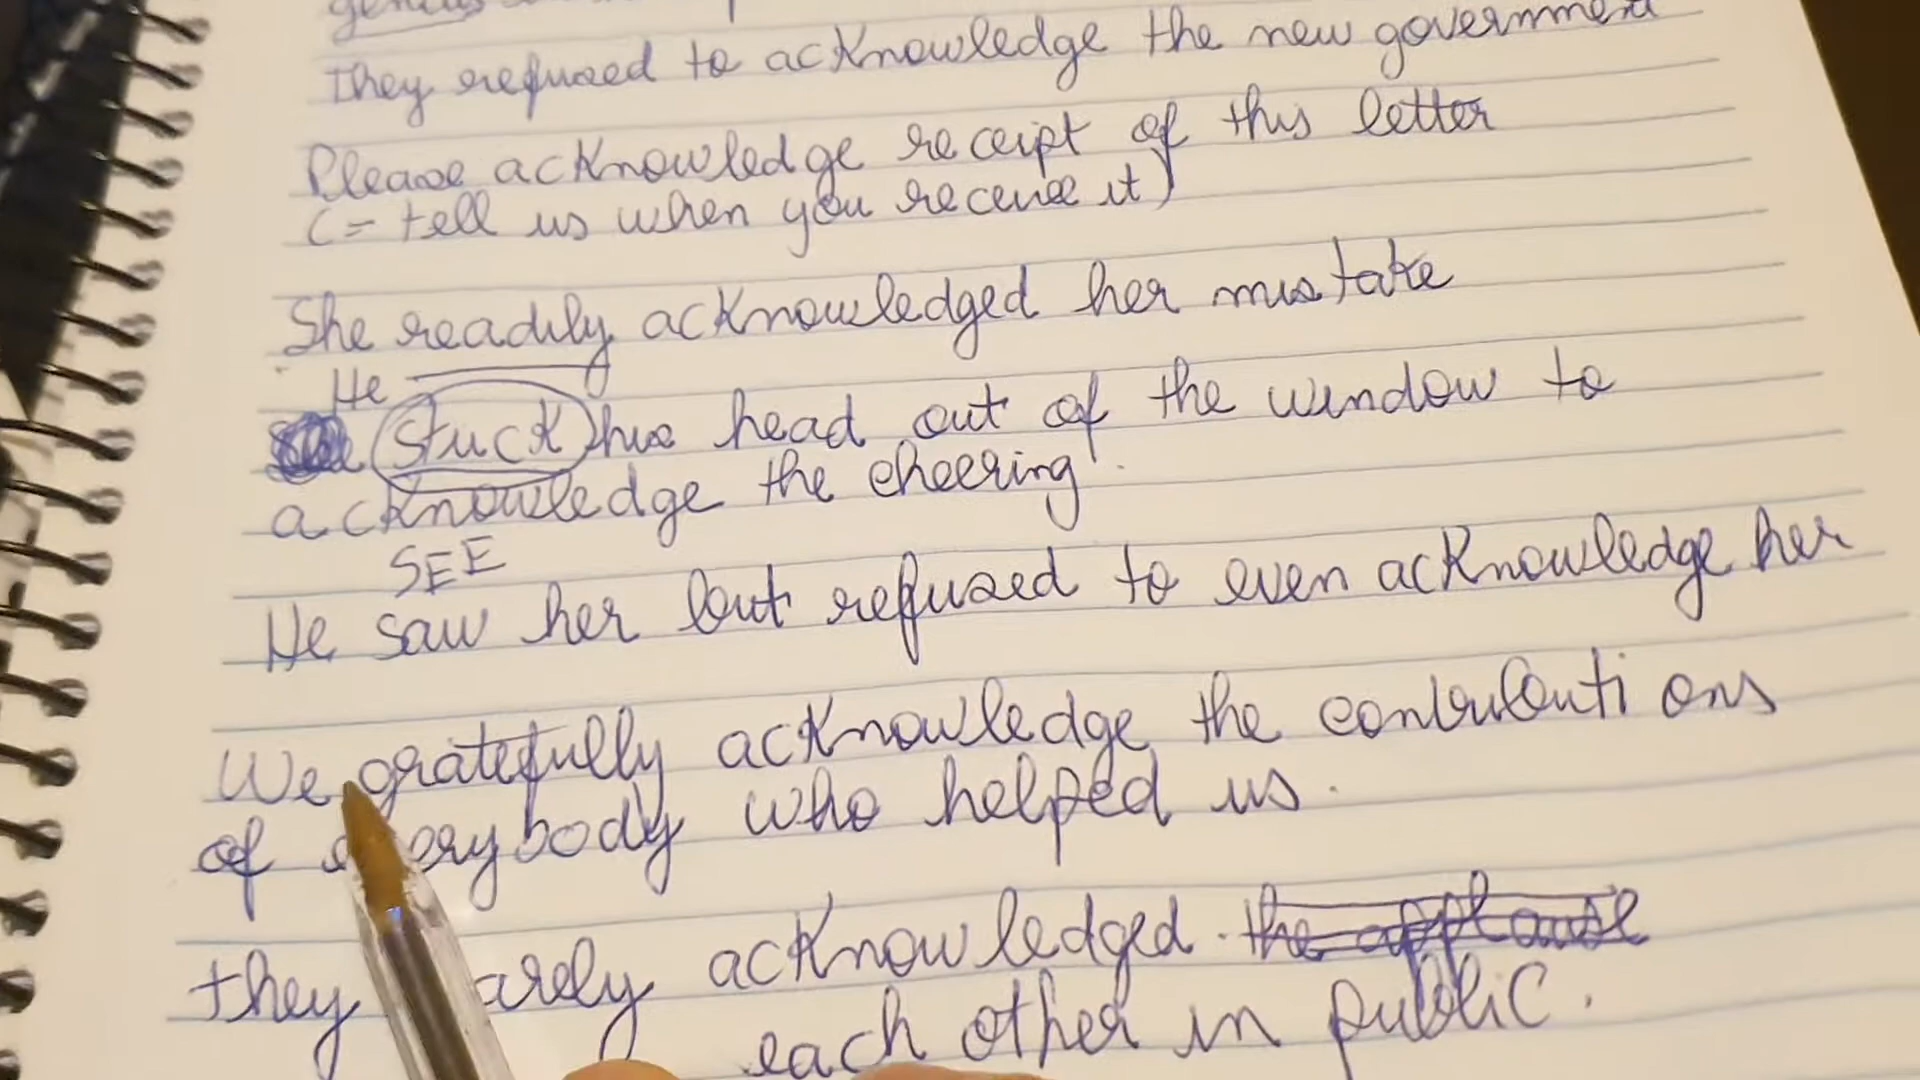 genius
They refused to acknowledge the new government
Please acknowledge receipt of this letter
(= tell us when you receive it)
She readily acknowledged her mistake
He
stuck his head out of the window to
acknowledge the cheering.
SEE
He saw her but refused to even acknowledge her
We gratefully acknowledge the contributions
of everybody who helped us.
they acknowledged. the applause
each other in public.